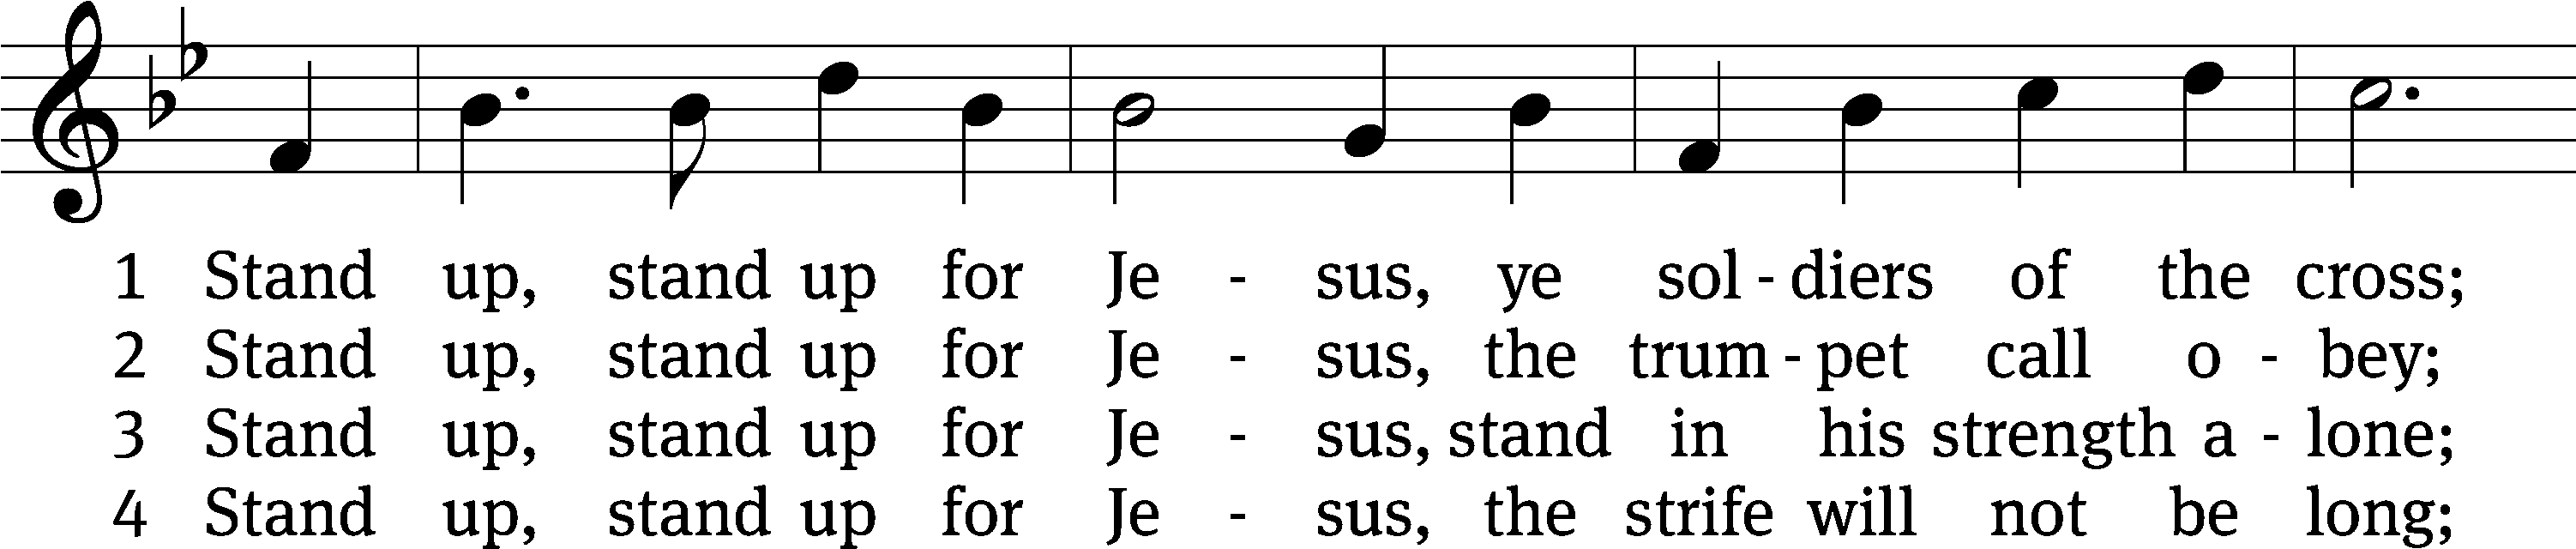 1 Stand up, stand up for Je - sus, ye sol - diers of the cross;
2 Stand up, stand up for Je - sus, the trum - pet call o - bey;
3 Stand up, stand up for Je - sus, stand in his strength a - lone;
4 Stand up, stand up for Je - sus, the strife will not be long;